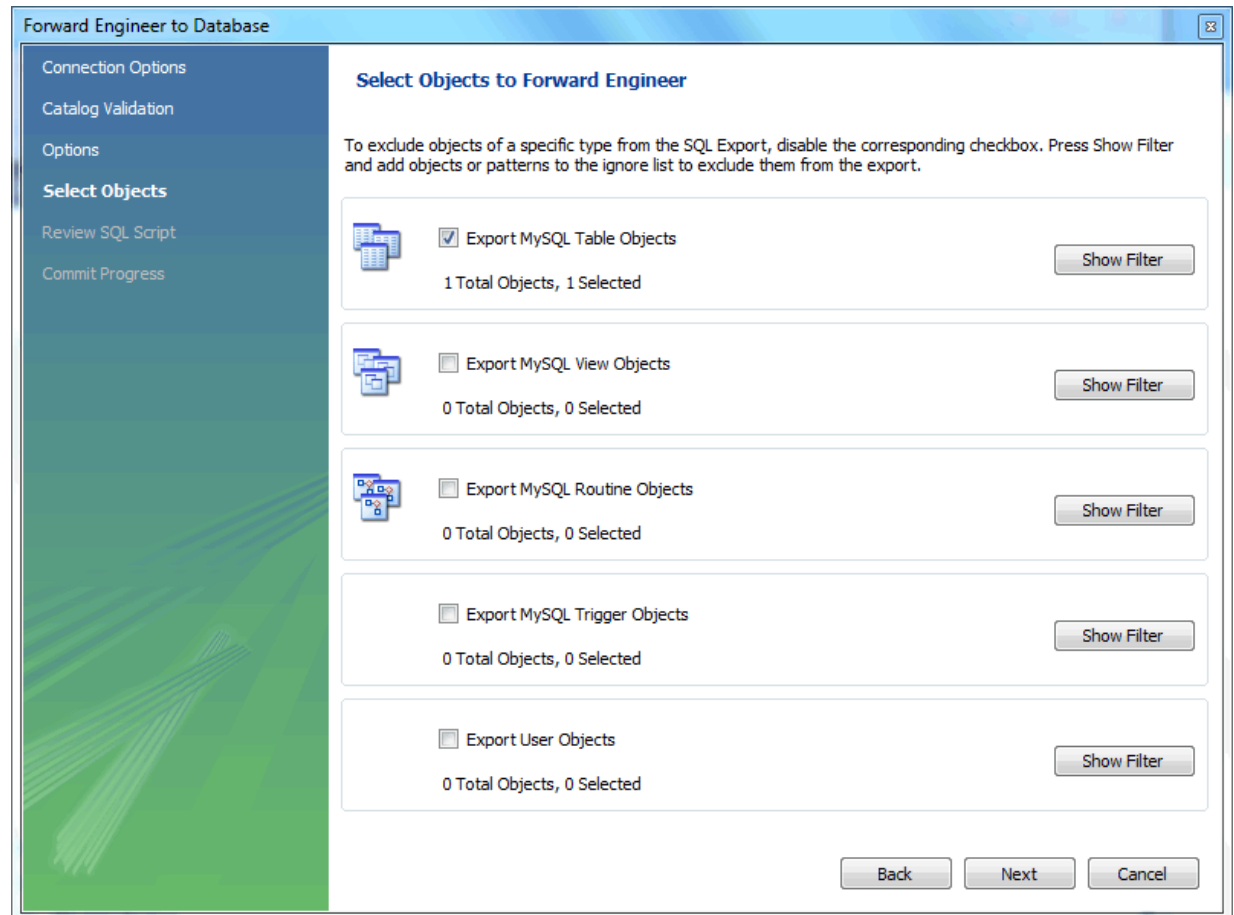 Forward Engineer to Database
Connection Options
Catalog Validation
Options
Select Objects
Review SQL Script
Commit Progress
Select Objects to Forward Engineer
To exclude objects of a specific type from the SQL Export, disable the corresponding checkbox. Press Show Filter
and add objects or patterns to the ignore list to exclude them from the export.
Export MySQL Table Objects
Show Filter
1 Total Objects, 1 Selected
Export MySQL View Objects
Show Filter
0 Total Objects, 0 Selected
Export MySQL Routine Objects
Show Filter
0 Total Objects, 0 Selected
Export MySQL Trigger Objects
Show Filter
0 Total Objects, 0 Selected
Export User Objects
Show Filter
0 Total Objects, 0 Selected
Back Next Cancel